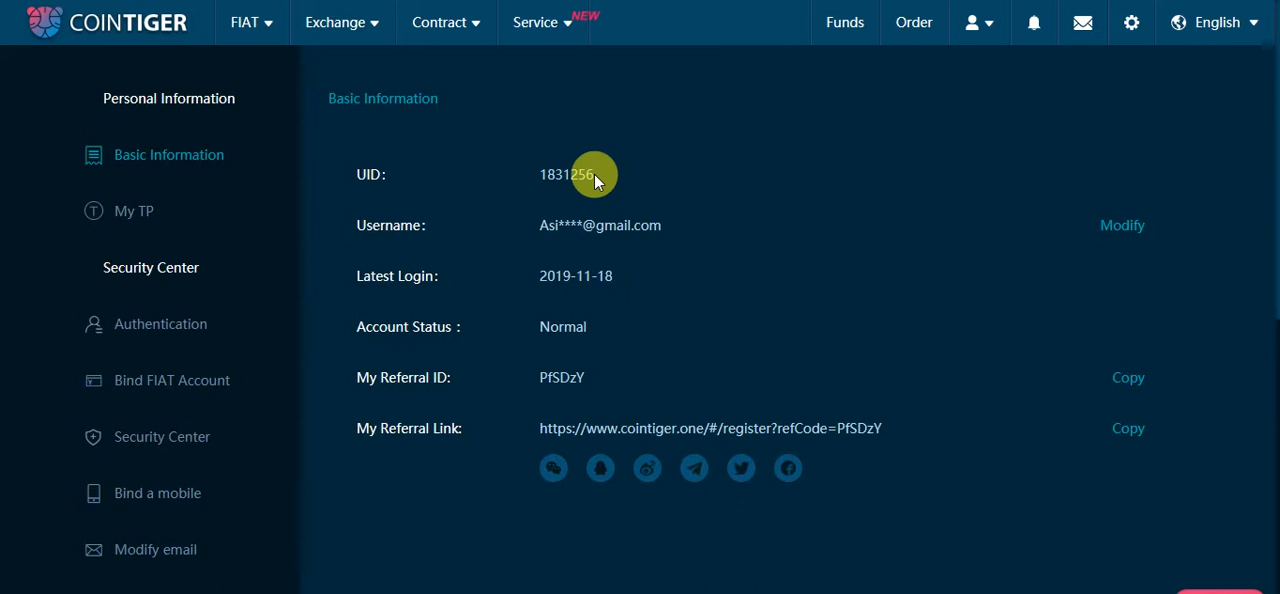 COINTIGER FIAT Exchange Contract Service NEW Funds Order English
Personal Information
Basic Information
My TP
Security Center
Authentication
Bind FIAT Account
Security Center
Bind a mobile
Modify email
Basic Information
UID: 1831256
Username: Asi****@gmail.com Modify
Latest Login: 2019-11-18
Account Status : Normal
My Referral ID: PfSDzY Copy
My Referral Link: https://www.cointiger.one/#/register?refCode=PfSDzY Copy